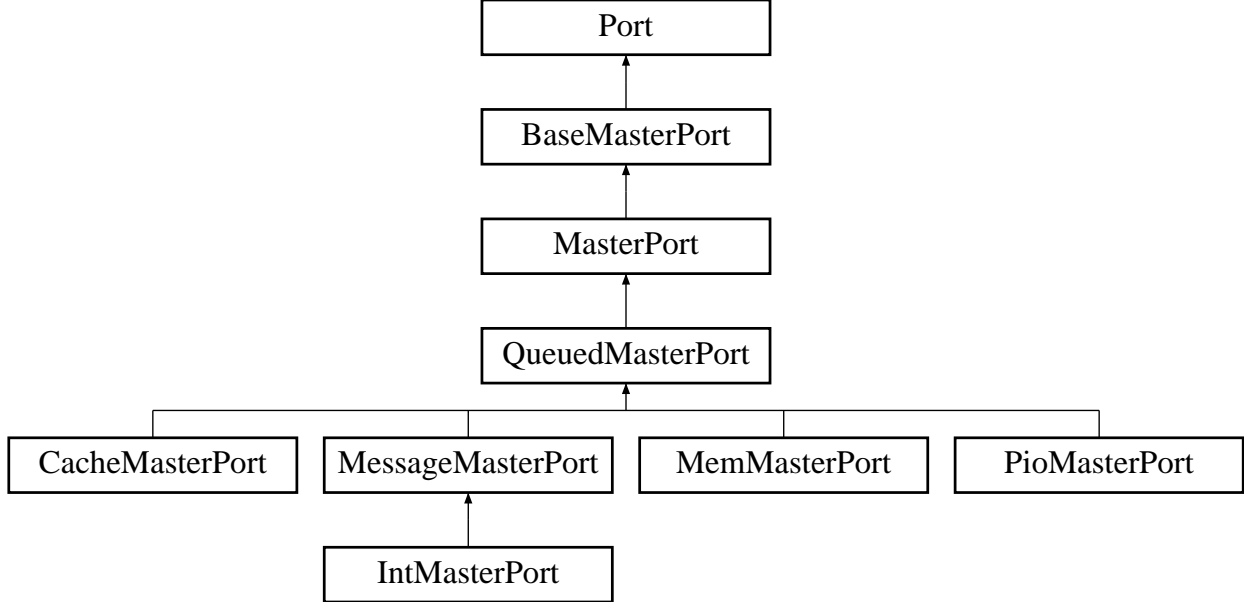 Port
BaseMasterPort
MasterPort
QueuedMasterPort
CacheMasterPort
MessageMasterPort
MemMasterPort
PioMasterPort
IntMasterPort